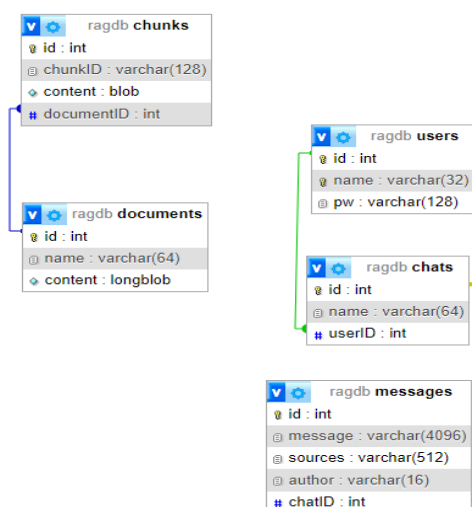 v ragdb chunks
id : int
chunkID : varchar(128)
content : blob
# documentID : int
v ragdb users
id : int
name : varchar(32)
pw : varchar(128)
v ragdb documents
id : int
name : varchar(64)
content : longblob
v ragdb chats
id : int
name : varchar(64)
# userID : int
v ragdb messages
id : int
message : varchar(4096)
sources : varchar(512)
author : varchar(16)
# chatID : int